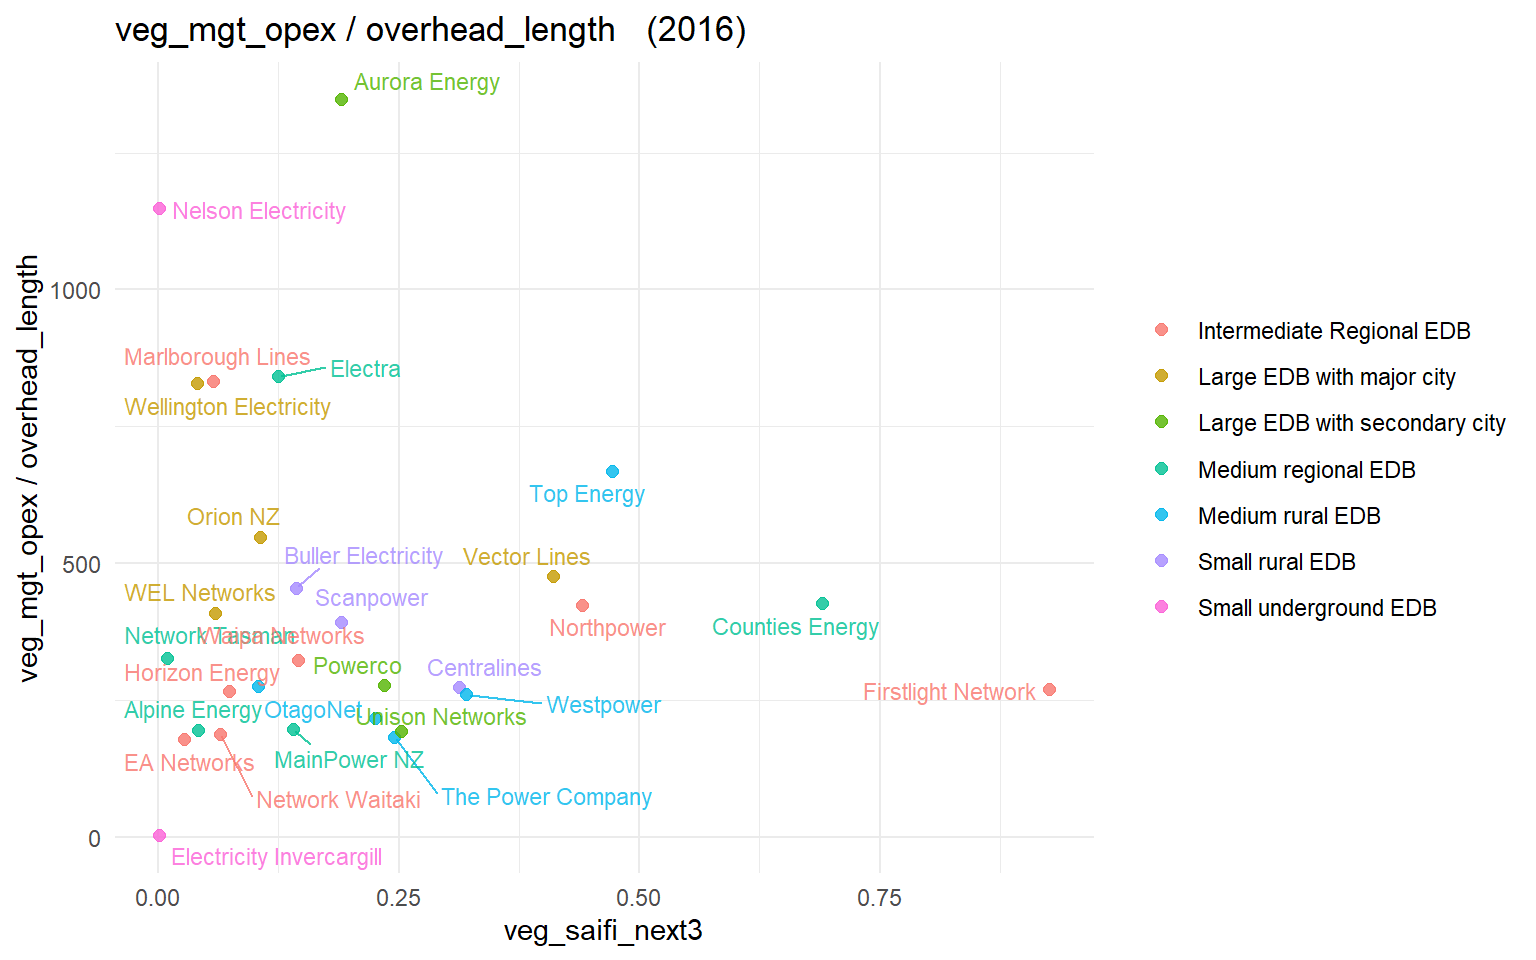 veg_mgt_opex / overhead_length (2016)
Aurora Energy
Nelson Electricity
1000
Marlborough Lines
Electra
Wellington Electricity
Top Energy
Orion NZ
Buller Electricity
Vector Lines
500
WEL Networks
Scanpower
Northpower
Counties Energy
Network Tasman
Waipa Networks
Horizon Energy
Powerco
Centralines
Firstlight Network
Westpower
Alpine Energy
OtagoNet
Unison Networks
EA Networks
MainPower NZ
Network Waitaki
The Power Company
0
Electricity Invercargill
0.00
0.25
0.50
0.75
veg_saifi_next3
veg_mgt_opex / overhead_length
Intermediate Regional EDB
Large EDB with major city
Large EDB with secondary city
Medium regional EDB
Medium rural EDB
Small rural EDB
Small underground EDB